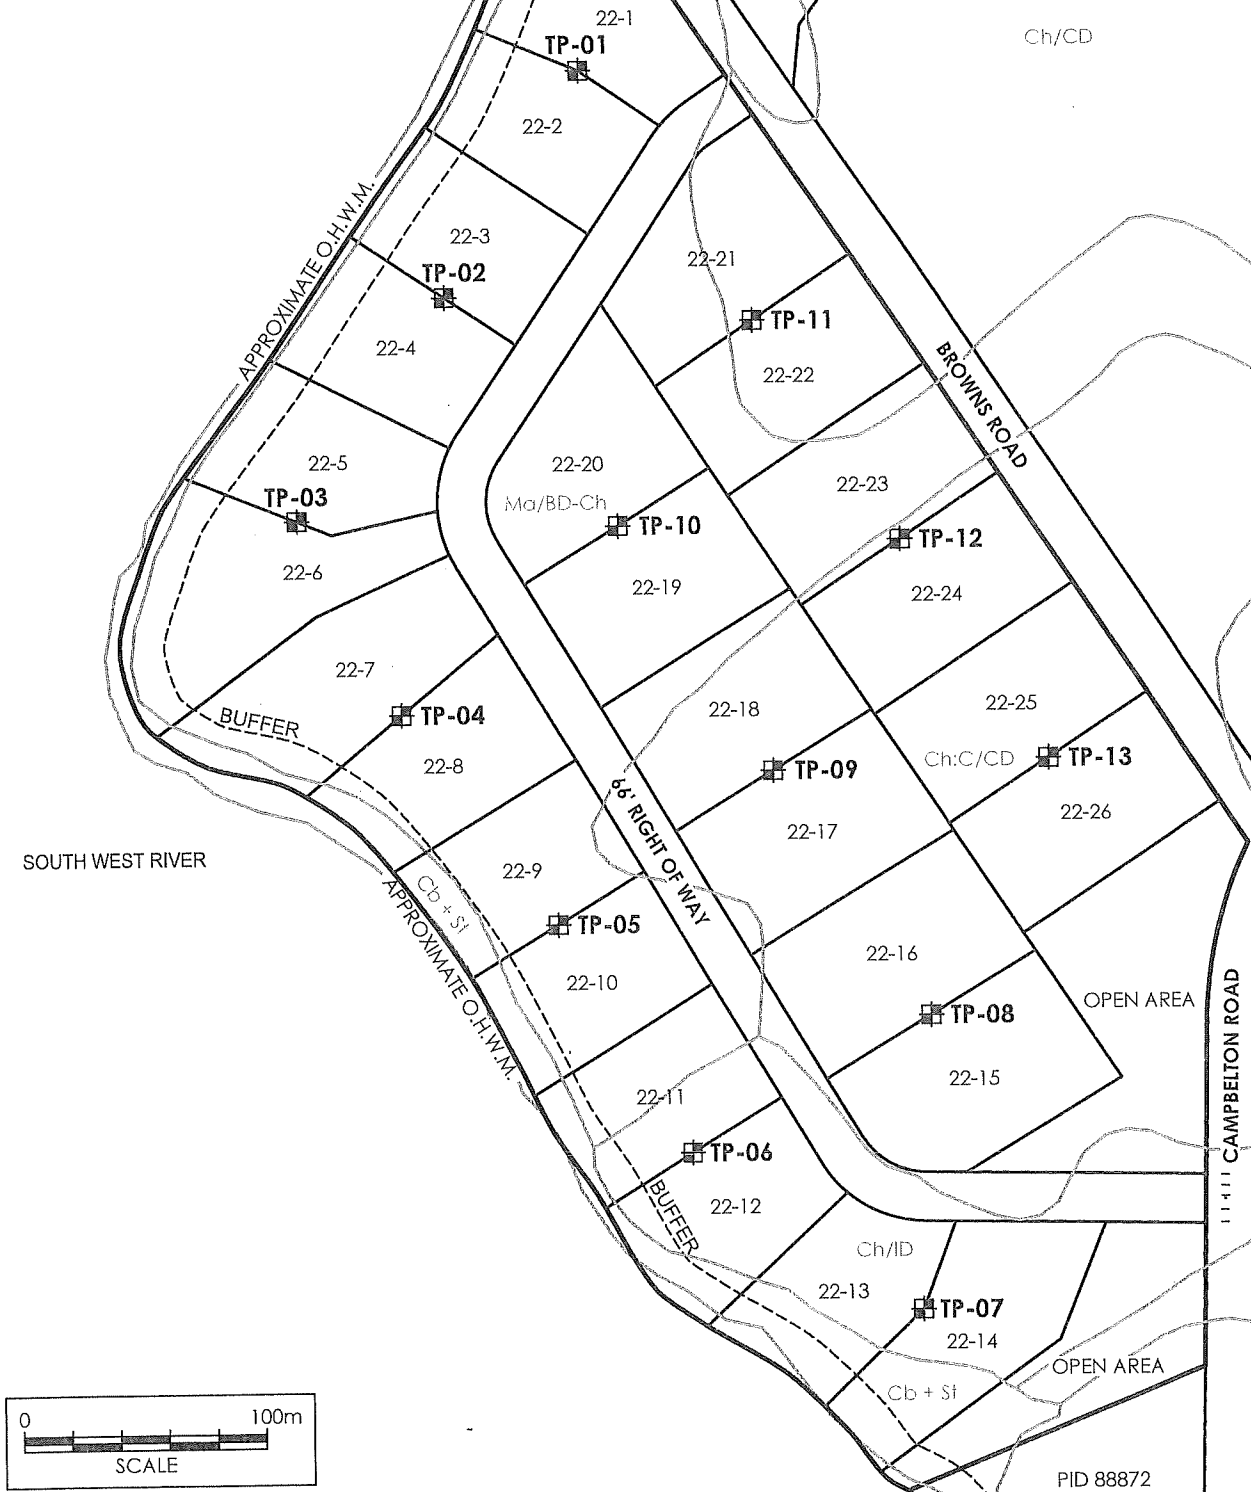 22-1
Ch/CD
TP-01
22-2
APPROXIMATE O.H.W.M.
22-3
TP-02
22-21
TP-11
22-4
22-22
BROWNS ROAD
22-5
22-20
22-23
TP-03
Ma/BD-Ch
TP-10
TP-12
22-6
22-19
22-24
22-7
22-18
22-25
BUFFER
TP-04
22-8
TP-09
Ch:C/CD
TP-13
66' RIGHT OF WAY
22-17
22-26
SOUTH WEST RIVER
22-9
Cb + St
APPROXIMATE O.H.W.M.
TP-05
22-16
22-10
OPEN AREA
TP-08
CAMPBELTON ROAD
22-15
22-11
TP-06
BUFFER
22-12
Ch/ID
22-13
TP-07
22-14
OPEN AREA
Cb + St
0 100m
SCALE
PID 88872